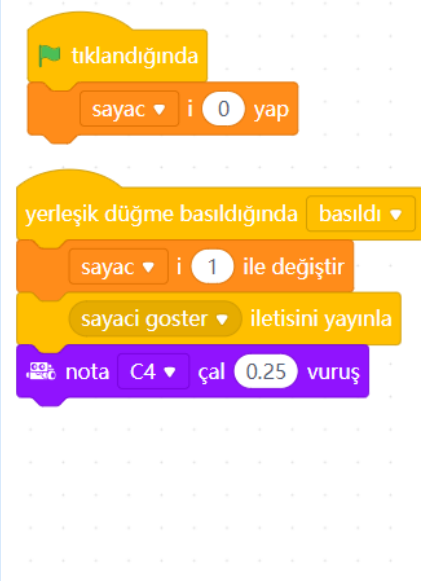 tıklandığında
sayac i 0 yap
yerleşik düğme basıldığında basıldı
sayac i 1 ile değiştir
sayaci goster iletisini yayınla
nota C4 çal 0.25 vuruş